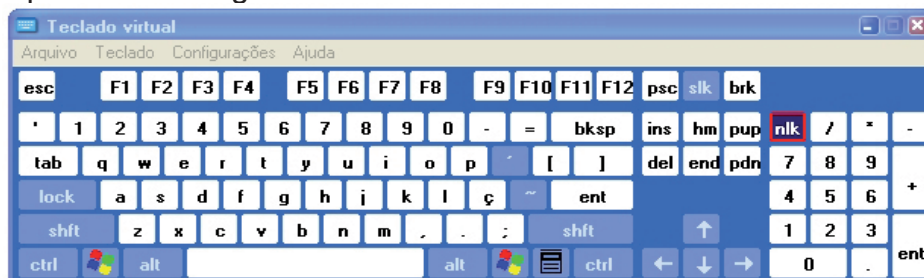 Teclado virtual
Arquivo Teclado Configurações Ajuda
esc F1 F2 F3 F4 F5 F6 F7 F8 F9 F10 F11 F12 psc slk brk
' 1 2 3 4 5 6 7 8 9 0 - = bksp ins hm pup nlk / * -
tab q w e r t y u i o p ´ [ ] del end pdn 7 8 9 +
lock a s d f g h j k l ç ~ ent 4 5 6
shft z x c v b n m , . ; shft ↑ 1 2 3 ent
ctrl alt alt ctrl ← ↓ → 0 .